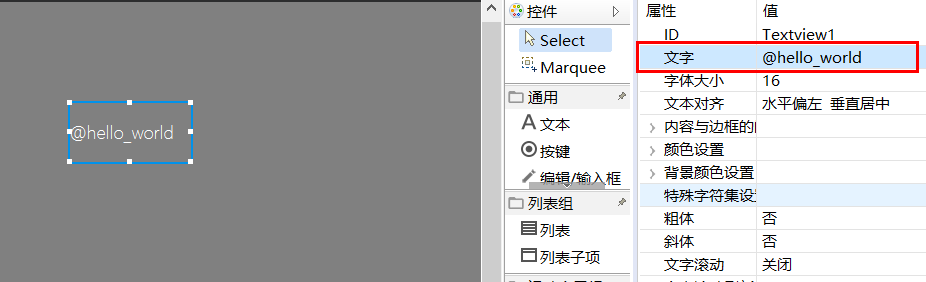 @hello_world
控件
Select
Marquee
通用
文本
按键
编辑/输入框
列表组
列表
列表子项
属性 值
ID Textview1
文字 @hello_world
字体大小 16
文本对齐 水平偏左 垂直居中
内容与边框的
颜色设置
背景颜色设置
特殊字符集设
粗体 否
斜体 否
文字滚动 关闭